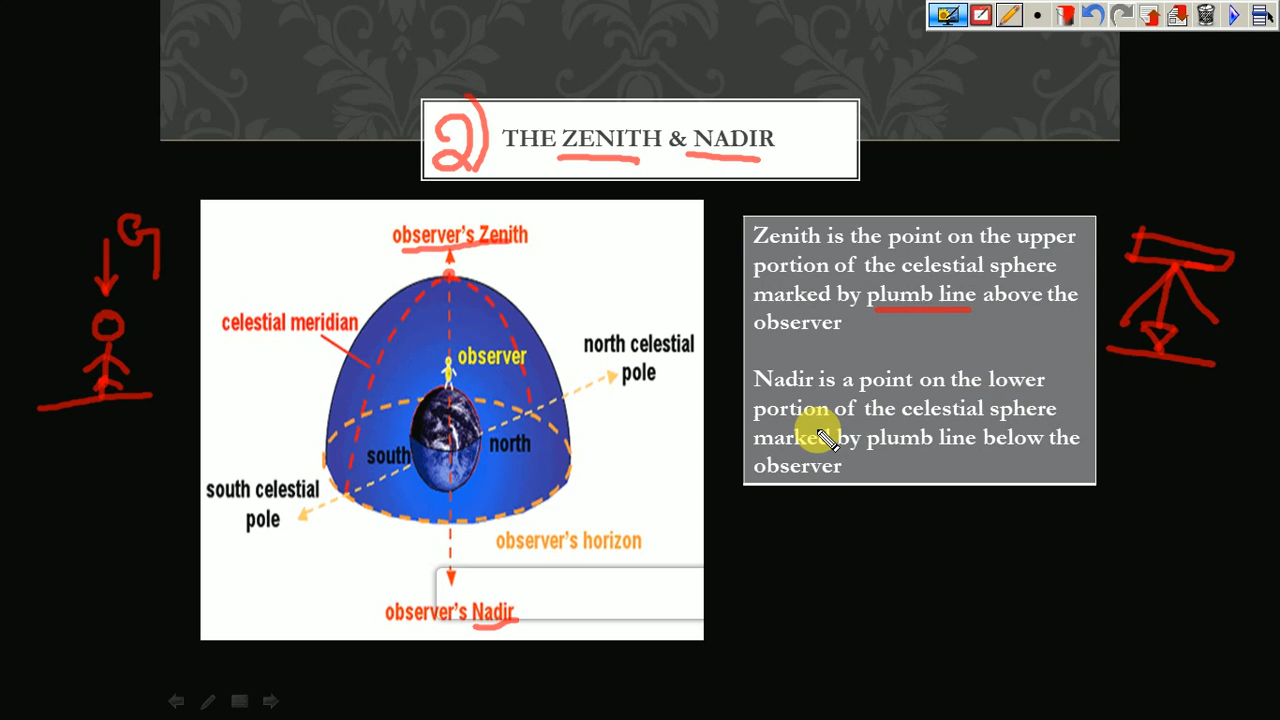 2)
THE ZENITH & NADIR
G
observer's Zenith
celestial meridian
observer
north celestial
pole
south
north
south celestial
pole
observer's horizon
observer's Nadir
Zenith is the point on the upper
portion of the celestial sphere
marked by plumb line above the
observer
Nadir is a point on the lower
portion of the celestial sphere
marked by plumb line below the
observer